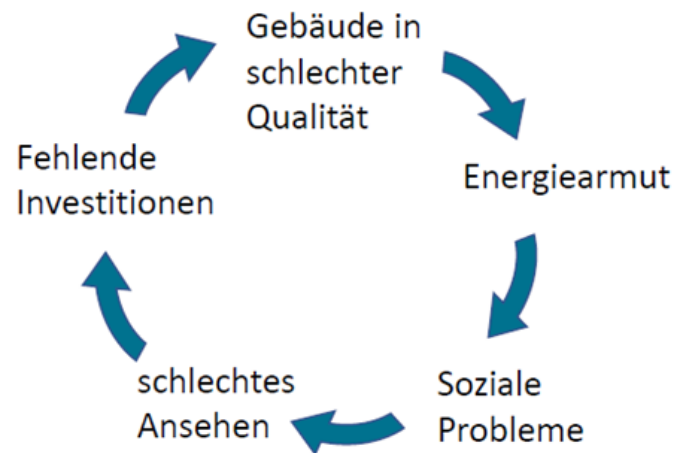 Gebäude in
schlechter
Qualität
Energiearmut
Soziale
Probleme
schlechtes
Ansehen
Fehlende
Investitionen